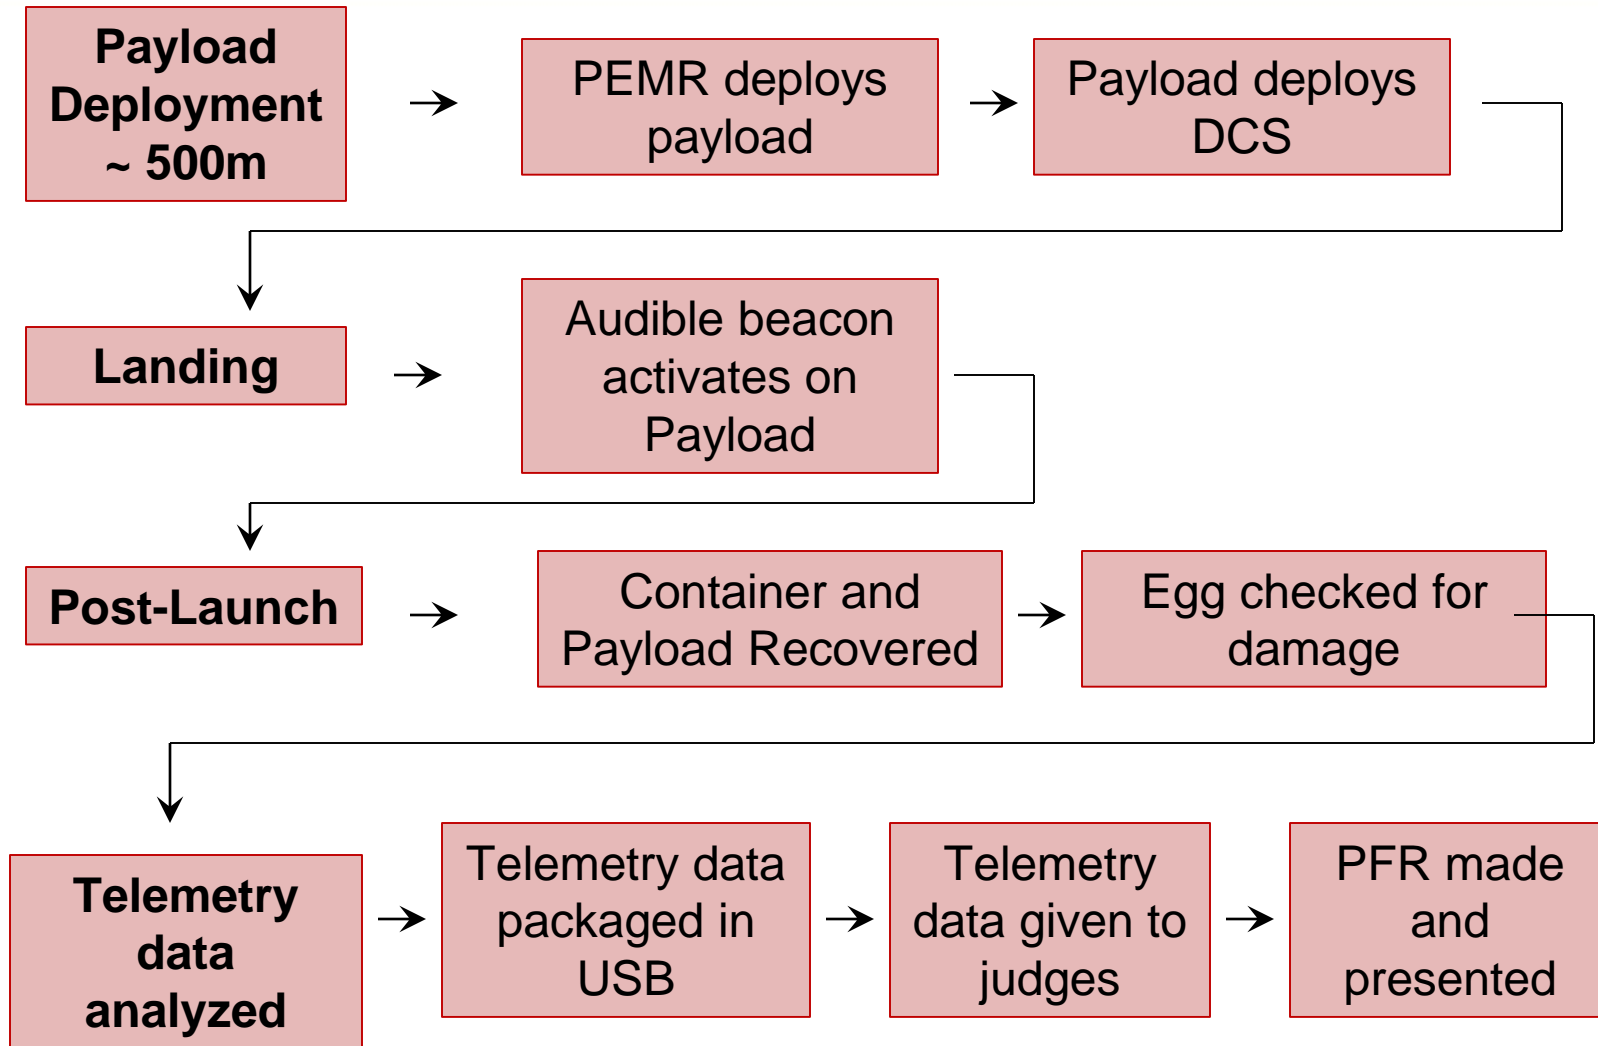 Payload
Deployment
~ 500m
PEMR deploys
payload
Payload deploys
DCS
Landing
Audible beacon
activates on
Payload
Post-Launch
Container and
Payload Recovered
Egg checked for
damage
Telemetry
data
analyzed
Telemetry data
packaged in
USB
Telemetry
data given to
judges
PFR made
and
presented